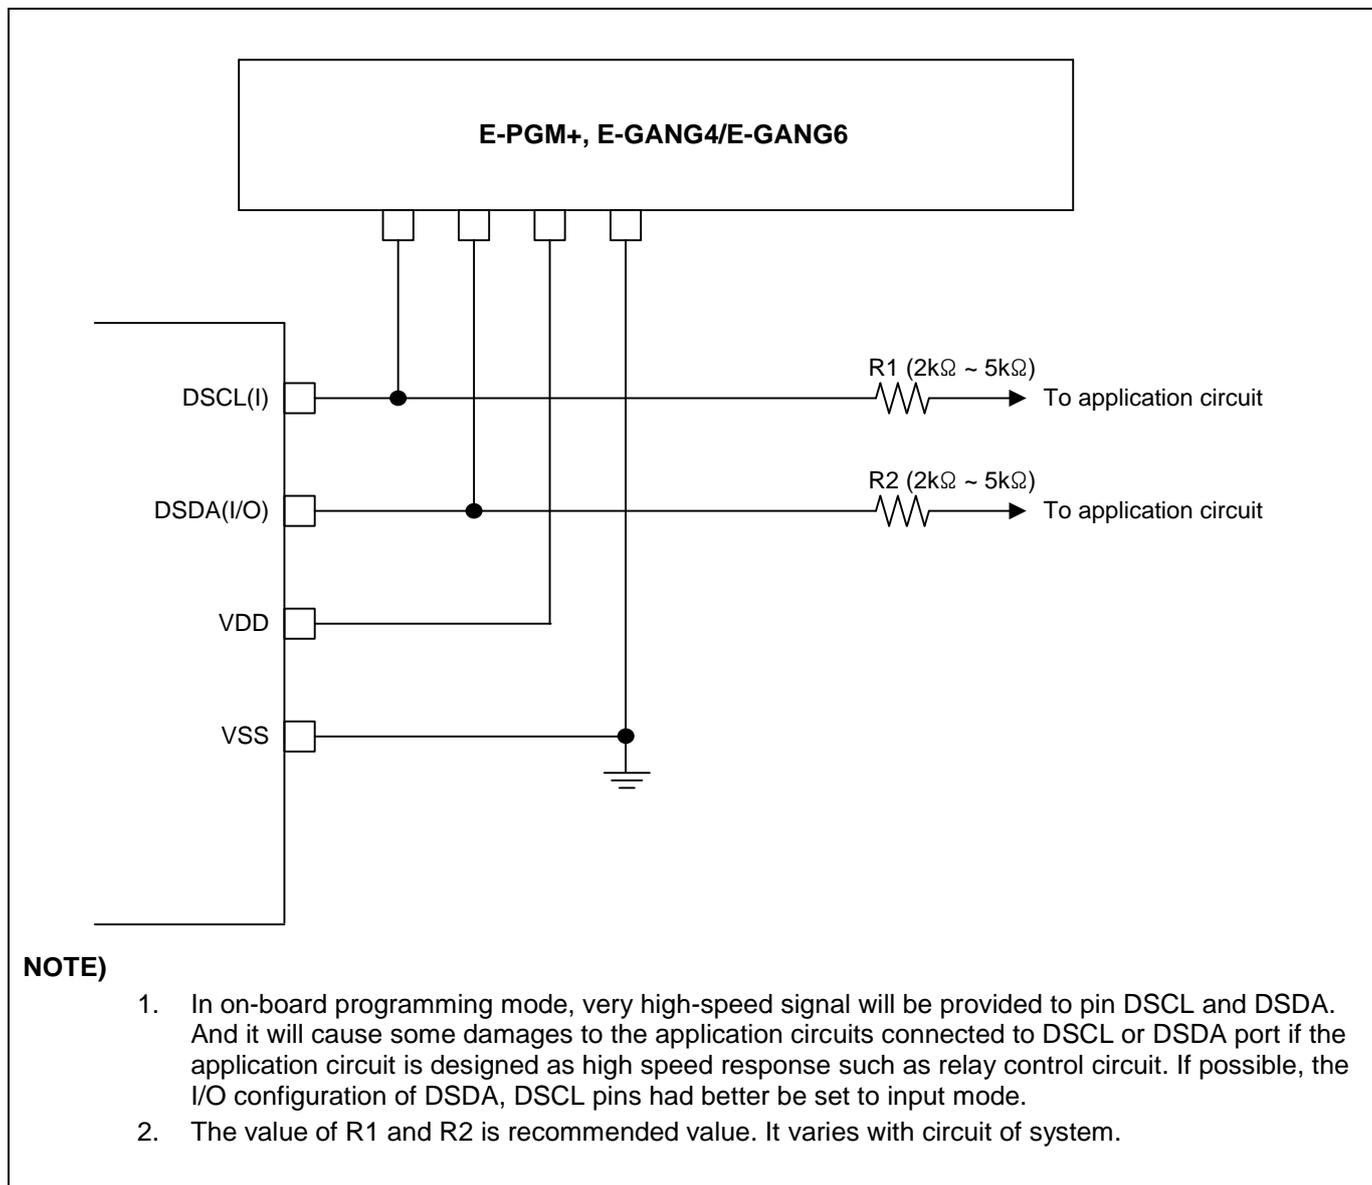 E-PGM+, E-GANG4/E-GANG6
R1 (2kΩ ~ 5kΩ)
DSCL(I)
To application circuit
R2 (2kΩ ~ 5kΩ)
DSDA(I/O)
To application circuit
VDD
VSS
NOTE)
1. In on-board programming mode, very high-speed signal will be provided to pin DSCL and DSDA.
And it will cause some damages to the application circuits connected to DSCL or DSDA port if the
application circuit is designed as high speed response such as relay control circuit. If possible, the
I/O configuration of DSDA, DSCL pins had better be set to input mode.
2. The value of R1 and R2 is recommended value. It varies with circuit of system.